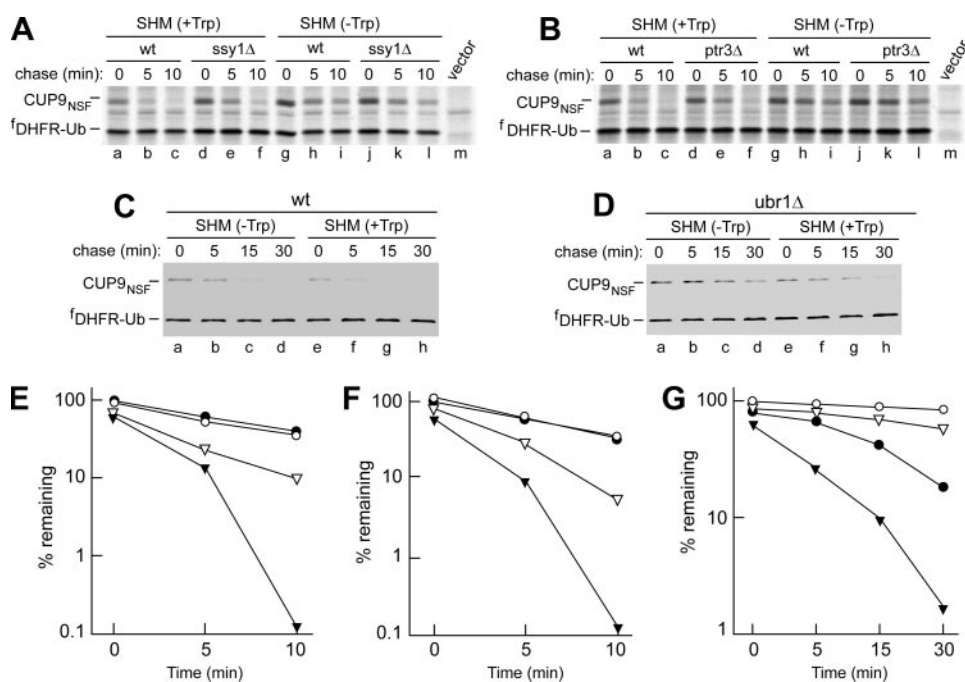 A
SHM (+Trp) SHM (-Trp)
wt ssy1Δ wt ssy1Δ
vector
chase (min): 0 5 10 0 5 10 0 5 10 0 5 10
CUP9NSF
fDHFR-Ub
a b c d e f g h i j k l m
B
SHM (+Trp) SHM (-Trp)
wt ptr3Δ wt ptr3Δ
vector
chase (min): 0 5 10 0 5 10 0 5 10 0 5 10
CUP9NSF
fDHFR-Ub
a b c d e f g h i j k l m
C
wt
SHM (-Trp) SHM (+Trp)
chase (min): 0 5 15 30 0 5 15 30
CUP9NSF
fDHFR-Ub
a b c d e f g h
D
ubr1Δ
SHM (-Trp) SHM (+Trp)
chase (min): 0 5 15 30 0 5 15 30
CUP9NSF
fDHFR-Ub
a b c d e f g h
E
% remaining
100
10
1
0.1
0 5 10
Time (min)
F
% remaining
100
10
1
0.1
0 5 10
Time (min)
G
% remaining
100
10
1
0 5 15 30
Time (min)